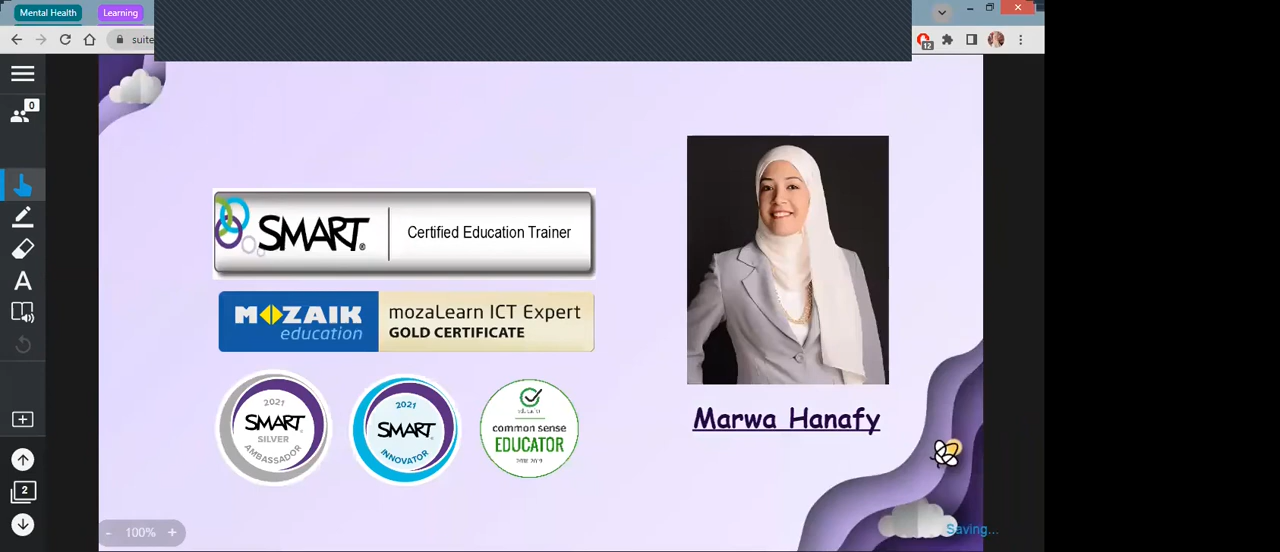 Mental Health
Learning
suite
12
0
A
SMART®
Certified Education Trainer
MOZAIK
education
mozaLearn ICT Expert
GOLD CERTIFICATE
2021
SMART
SILVER
AMBASSADOR
2021
SMART
INNOVATOR
common sense
EDUCATOR
Marwa Hanafy
2
- 100% +
Saving...